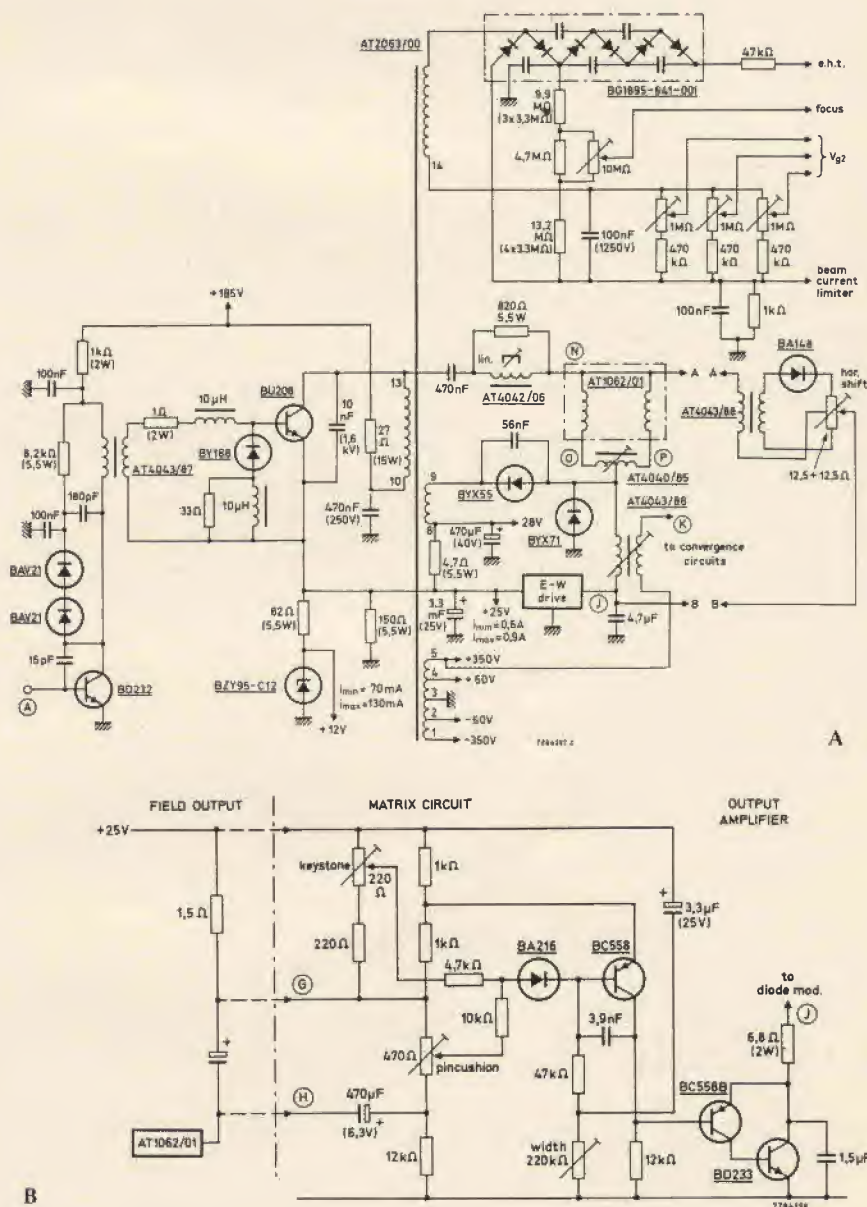 AT2063/00
47kΩ
e.h.t.
BG1895-641-001
9,9
MΩ
(3x3,3MΩ)
focus
4,7MΩ
10MΩ
Vg2
14
13,2
MΩ
(4x3,3MΩ)
100nF
(1250V)
1MΩ
1MΩ
1MΩ
470
kΩ
470
kΩ
470
kΩ
beam
current
limiter
100nF
1kΩ
+185V
820Ω
5,5W
lin.
N
BA148
hor.
shift
1kΩ
(2W)
100nF
10µH
BU208
13
470nF
AT4042/06
AT1062/01
A
A
AT4043/88
1Ω
(2W)
10
nF
(1,6
kV)
27
Ω
(15W)
56nF
12,5+12,5Ω
8,2kΩ
(5,5W)
AT4043/87
BY188
10
O
P
9
AT4040/85
BYX55
AT4043/86
180pF
33Ω
10µH
470nF
(250V)
8
28V
BYX71
K
100nF
470µF
(40V)
to convergence
circuits
BAV21
4,7Ω
(5,5W)
BAV21
E-W
drive
J
B
B
82Ω
(5,5W)
150Ω
(5,5W)
3,3
mF
(25V)
+25V
imin=0,6A
imax=0,9A
4,7µF
15pF
5
+350V
4
+60V
A
BD232
BZY95-C12
imin = 70mA
imax=130mA
3
2
-60V
+12V
1
-350V
A
FIELD OUTPUT
MATRIX CIRCUIT
OUTPUT
AMPLIFIER
+25V
keystone
220
Ω
1kΩ
3,3µF
(25V)
1,5Ω
220Ω
1kΩ
BA216
BC558
to
diode mod.
4,7kΩ
G
J
10kΩ
3,9nF
6,8Ω
(2W)
470Ω
pincushion
470µF
(6,3V)
H
47kΩ
BC558B
AT1062/01
12kΩ
width
220kΩ
12kΩ
BD233
1,5µF
B